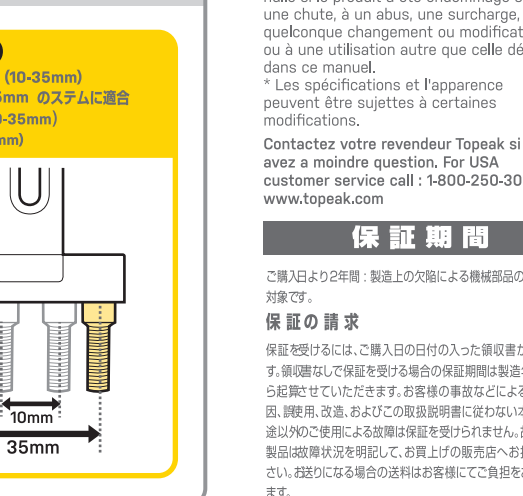 (10-35mm)
5mm のステムに適合
0-35mm)
mm)
10mm
35mm
une chute, à un abus, une surcharge,
quelconque changement ou modificat
ou à une utilisation autre que celle dé
dans ce manuel.
* Les spécifications et l'apparence
peuvent être sujettes à certaines
modifications.
Contactez votre revendeur Topeak si
avez a moindre question. For USA
customer service call : 1-800-250-30
www.topeak.com
保証期間
ご購入日より2年間 : 製造上の欠陥による機械部品の
対象です。
保証の請求
保証を受けるには、ご購入日の日付の入った領収書が
す。領収書なしで保証を受ける場合の保証期間は製造
ら起算させていただきます。お客様の事故などによる
因、誤使用、改造、およびこの取扱説明書に従わない
途以外のご使用による故障は保証を受けられません。
製品は故障状況を明記して、お買上げの販売店へお
さい。お送りになる場合の送料はお客様にてご負担を
ます。